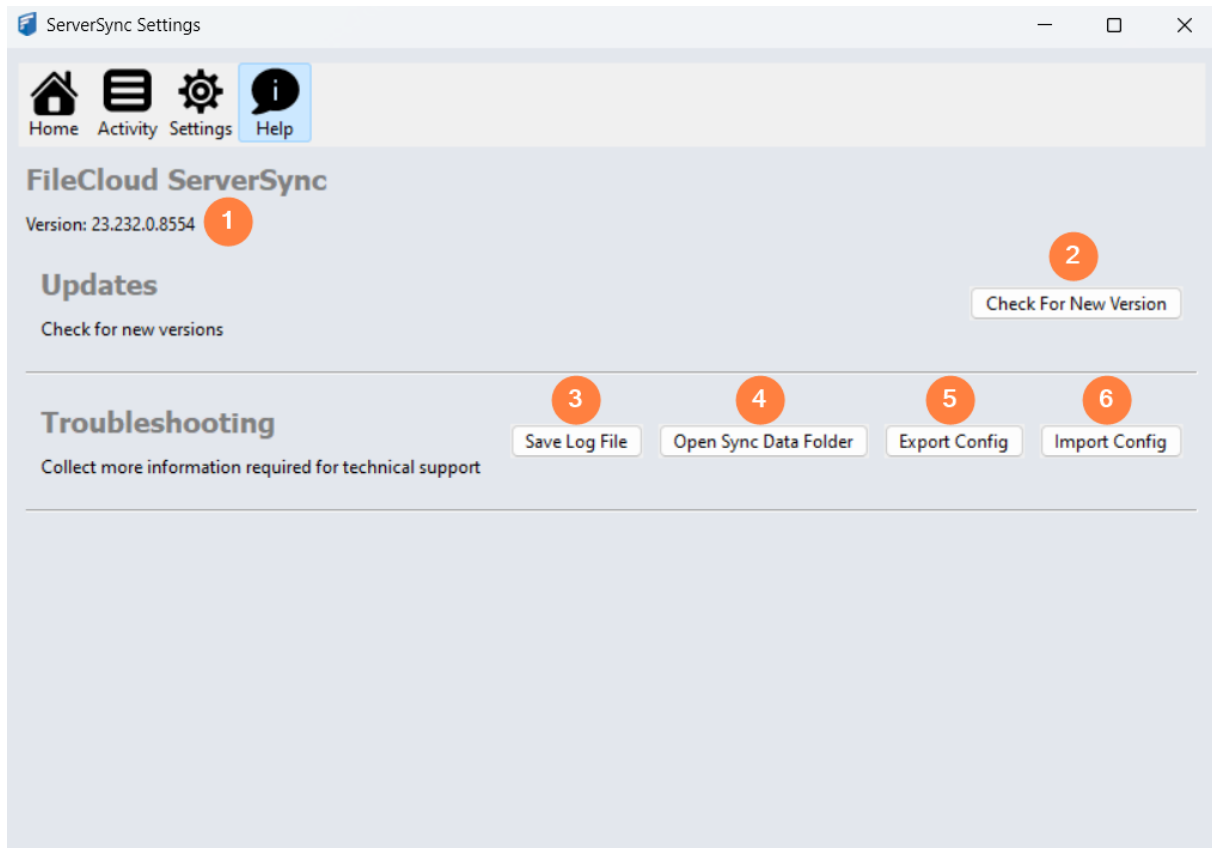 ServerSync Settings
Home Activity Settings Help
FileCloud ServerSync
Version: 23.232.0.8554 1
2
Updates
Check For New Version
Check for new versions
3 4 5 6
Troubleshooting
Save Log File Open Sync Data Folder Export Config Import Config
Collect more information required for technical support